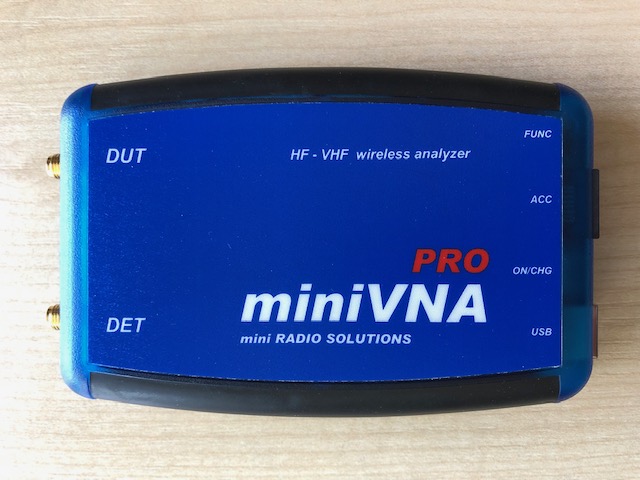 DUT
HF - VHF wireless analyzer
FUNC
ACC
PRO
ON/CHG
miniVNA
DET
USB
mini RADIO SOLUTIONS